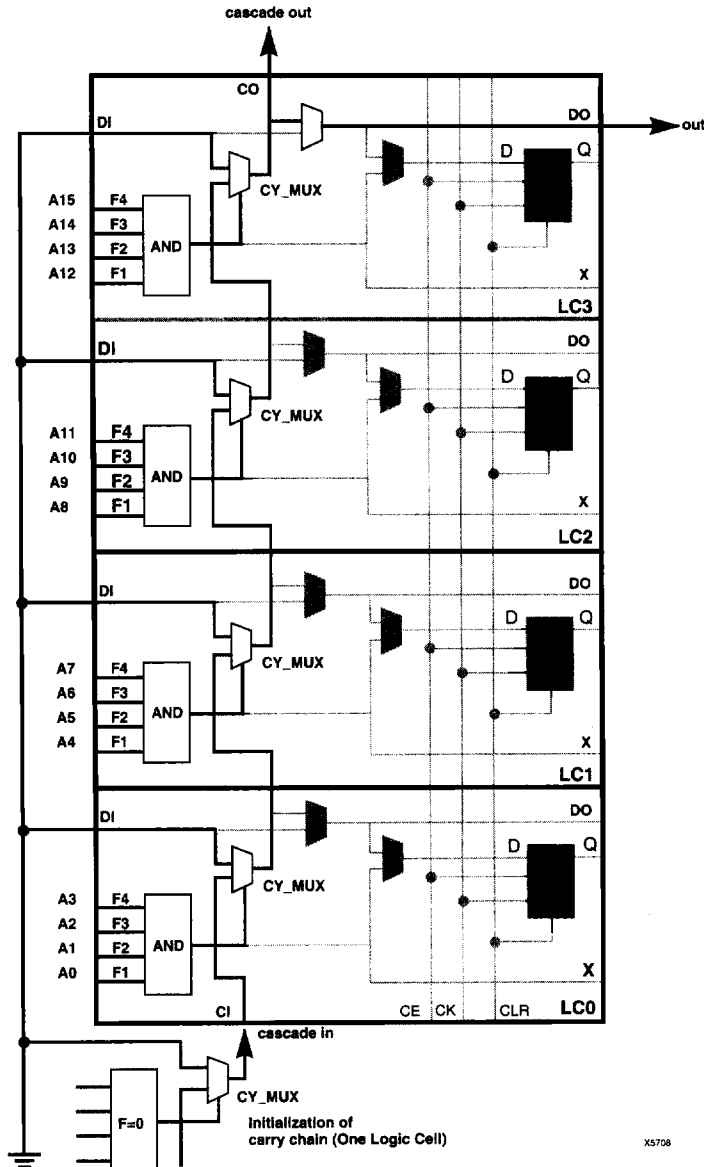 cascade out
CO
DI
DO
out
CY_MUX
D
Q
A15 F4
A14 F3
A13 F2
A12 F1
AND
X
LC3
DI
DO
CY_MUX
D
Q
A11 F4
A10 F3
A9 F2
A8 F1
AND
X
LC2
DI
DO
CY_MUX
D
Q
A7 F4
A6 F3
A5 F2
A4 F1
AND
X
LC1
DI
DO
CY_MUX
D
Q
A3 F4
A2 F3
A1 F2
A0 F1
AND
X
CI
CE
CK
CLR
LC0
cascade in
CY_MUX
F=0
Initialization of
carry chain (One Logic Cell)
X5708